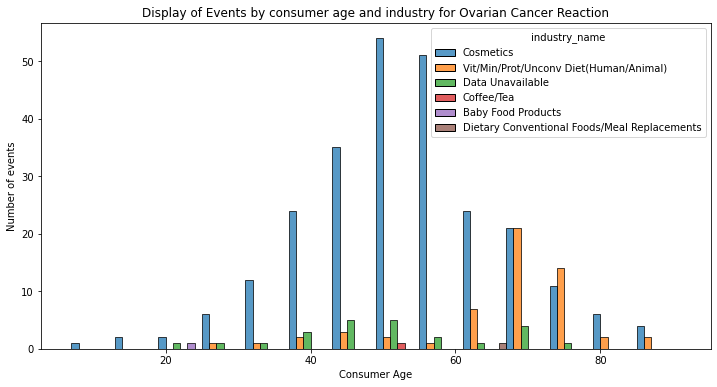 Display of Events by consumer age and industry for Ovarian Cancer Reaction
industry_name
Cosmetics
Vit/Min/Prot/Unconv Diet(Human/Animal)
Data Unavailable
Coffee/Tea
Baby Food Products
Dietary Conventional Foods/Meal Replacements
Number of events
50
40
30
20
10
0
20
40
60
80
Consumer Age